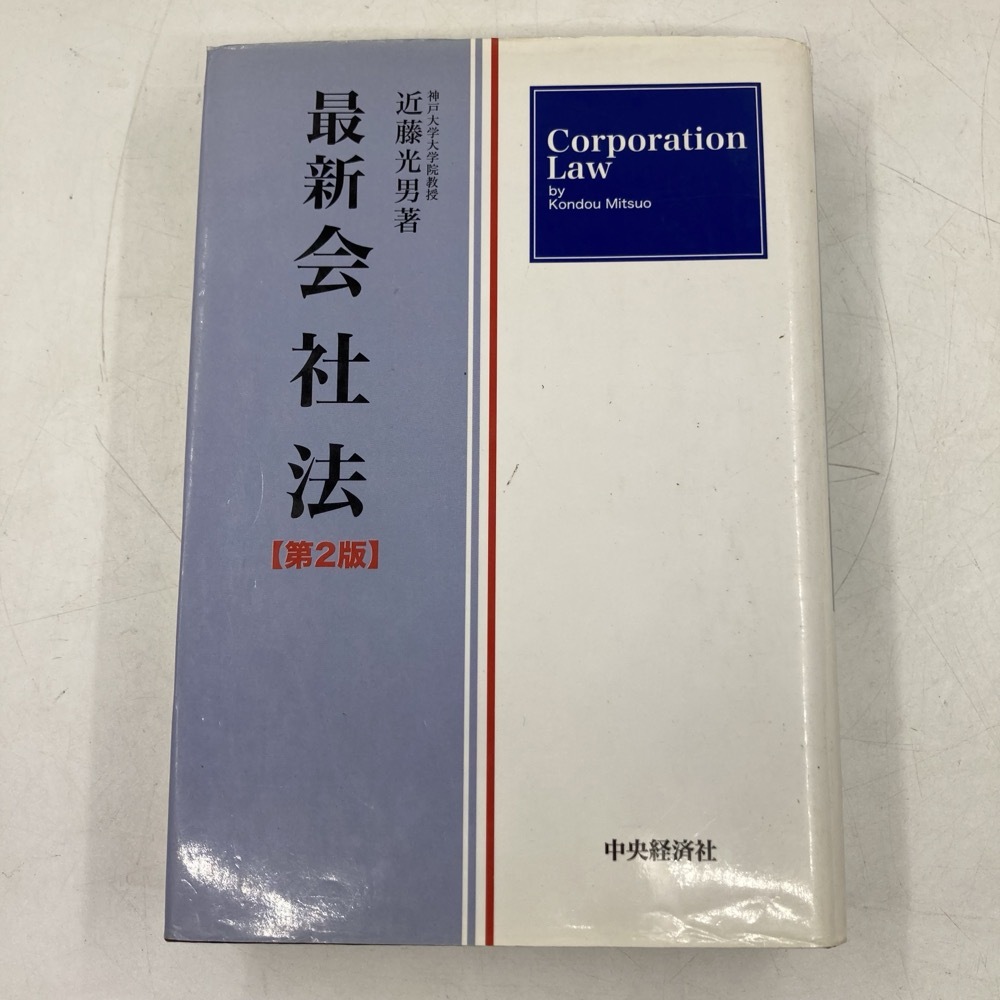 神戸大学大学院教授
近藤光男著
最新会社法
【第2版】
Corporation
Law
by
Kondou Mitsuo
中央経済社